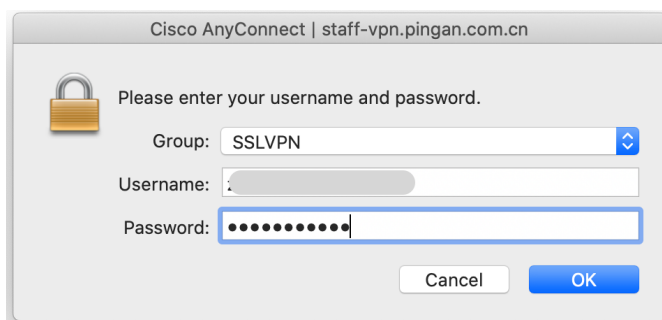 Cisco AnyConnect | staff-vpn.pingan.com.cn
Please enter your username and password.
Group: SSLVPN
Username:
Password: ●●●●●●●●●●●
Cancel OK